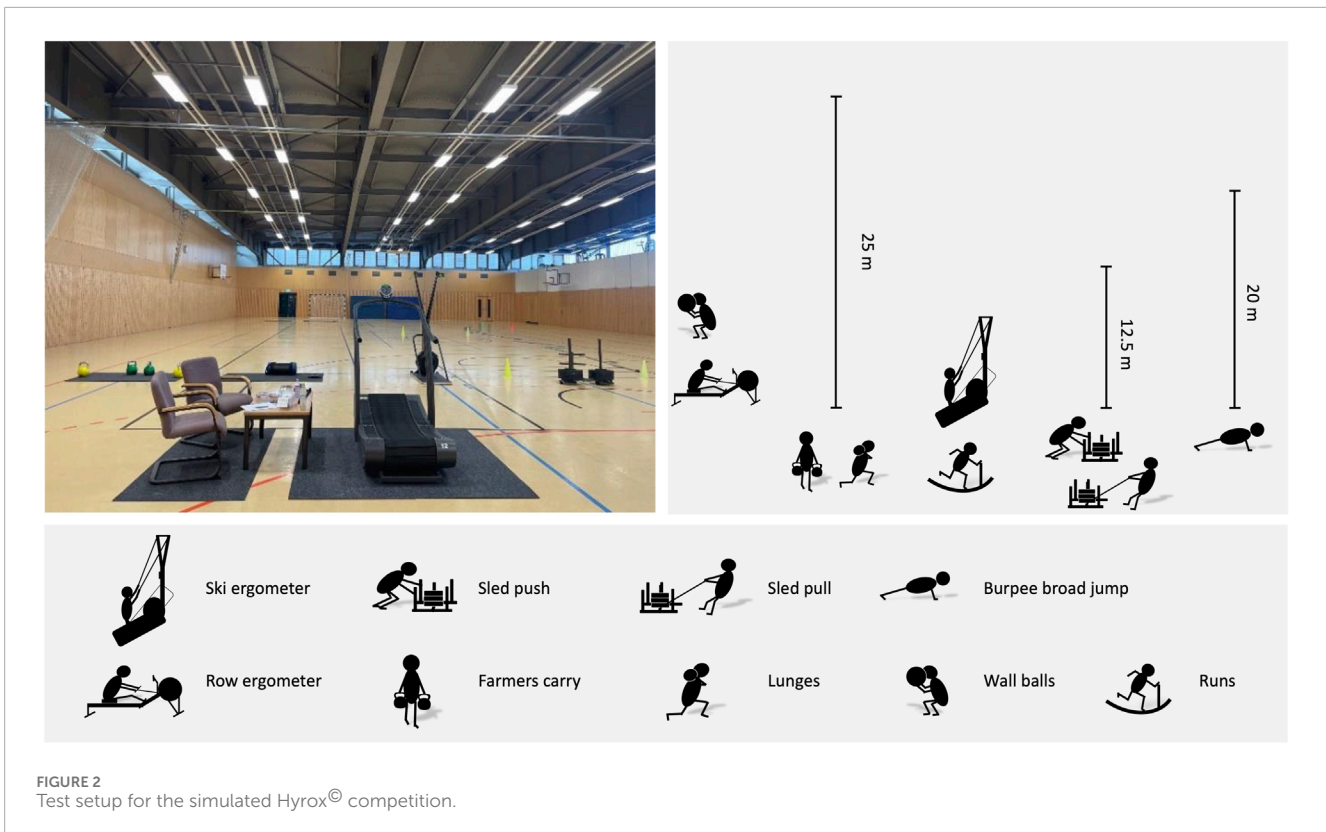 25 m
12.5 m
20 m
Ski ergometer
Sled push
Sled pull
Burpee broad jump
Row ergometer
Farmers carry
Lunges
Wall balls
Runs
FIGURE 2
Test setup for the simulated Hyrox© competition.